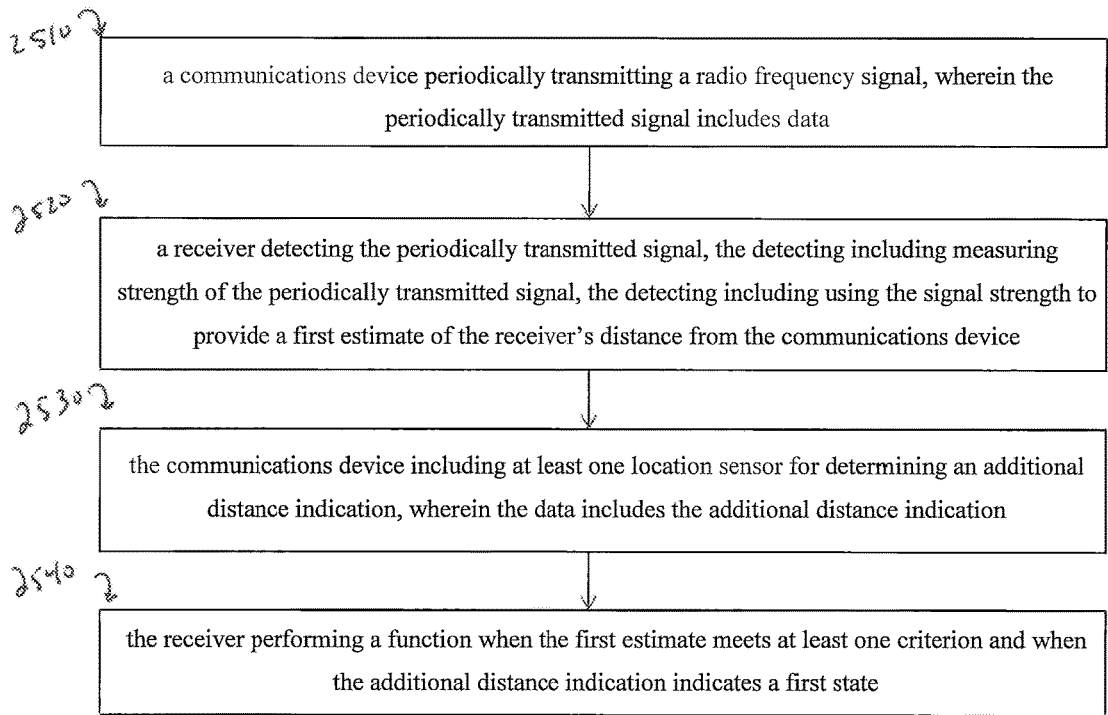 2510
a communications device periodically transmitting a radio frequency signal, wherein the
periodically transmitted signal includes data
2520
a receiver detecting the periodically transmitted signal, the detecting including measuring
strength of the periodically transmitted signal, the detecting including using the signal strength to
provide a first estimate of the receiver's distance from the communications device
2530
the communications device including at least one location sensor for determining an additional
distance indication, wherein the data includes the additional distance indication
2540
the receiver performing a function when the first estimate meets at least one criterion and when
the additional distance indication indicates a first state